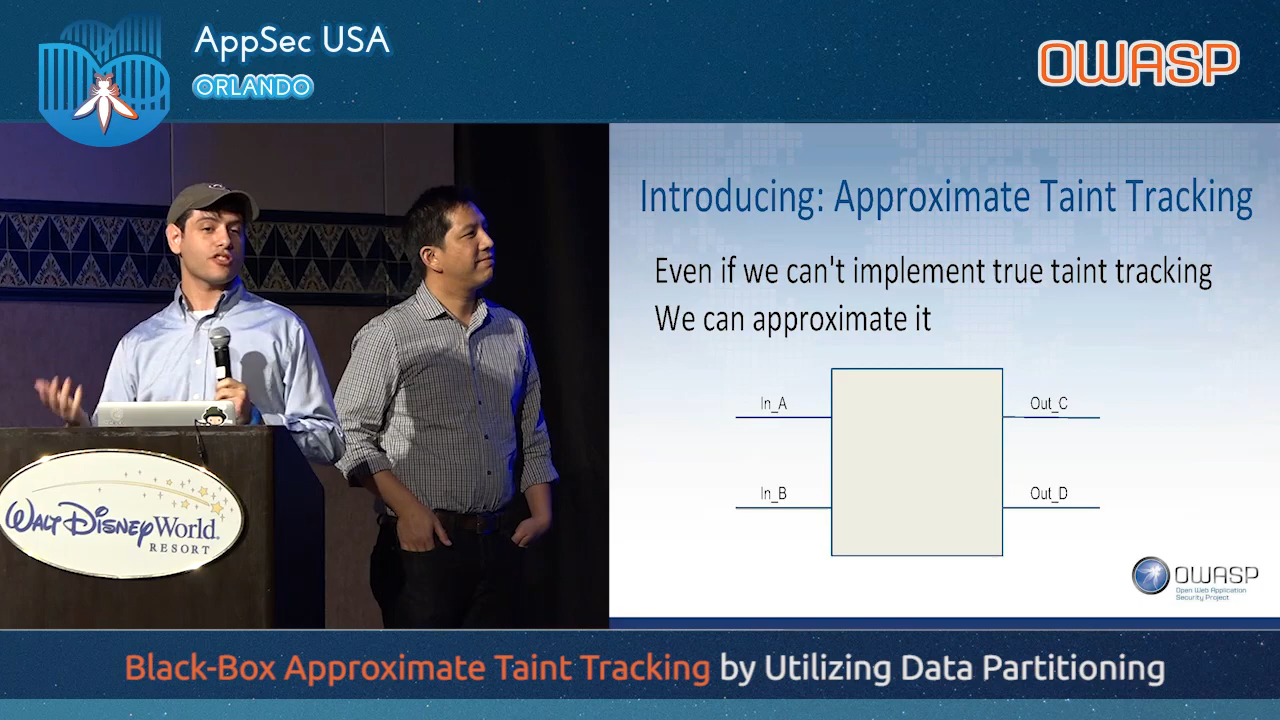 AppSec USA
ORLANDO
OWASP
Introducing: Approximate Taint Tracking
Even if we can't implement true taint tracking
We can approximate it
In_A
Out_C
In_B
Out_D
WALT DISNEY World.
RESORT
OWASP
Open Web Application
Security Project
Black-Box Approximate Taint Tracking by Utilizing Data Partitioning